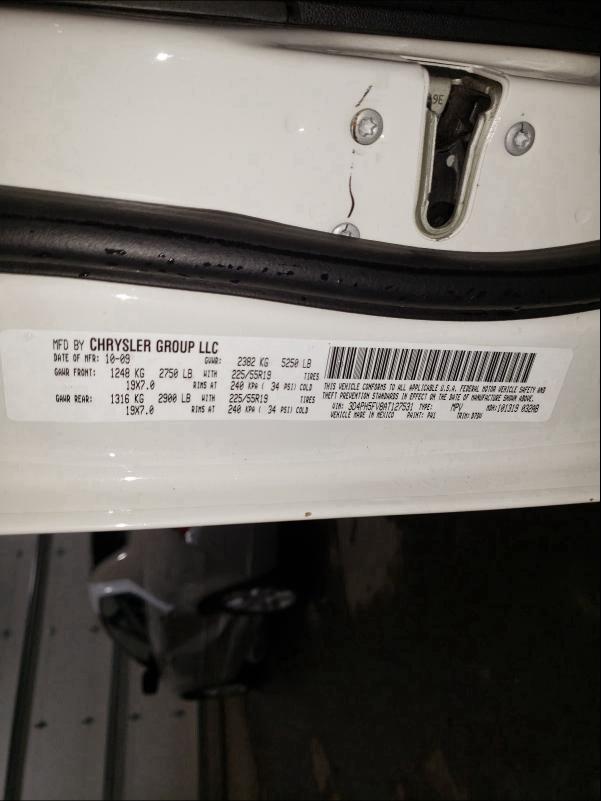 9E
MFD BY CHRYSLER GROUP LLC
DATE OF MFR: 10-09 GVWR: 2382 KG 5250 LB
GAWR FRONT: 1248 KG 2750 LB WITH 225/55R19 TIRES
19X7.0 RIMS AT 240 KPA ( 34 PSI) COLD
GAWR REAR: 1316 KG 2900 LB WITH 225/55R19 TIRES
19X7.0 RIMS AT 240 KPA ( 34 PSI) COLD
THIS VEHICLE CONFORMS TO ALL APPLICABLE U.S.A. FEDERAL MOTOR VEHICLE SAFETY AND
THEFT PREVENTION STANDARDS IN EFFECT ON THE DATE OF MANUFACTURE SHOWN ABOVE.
VIN: 3D4PH5FV8AT127531 TYPE: MPV MDH: 101319 032AB
VEHICLE MADE IN MEXICO PAINT: PW1 TRIM: